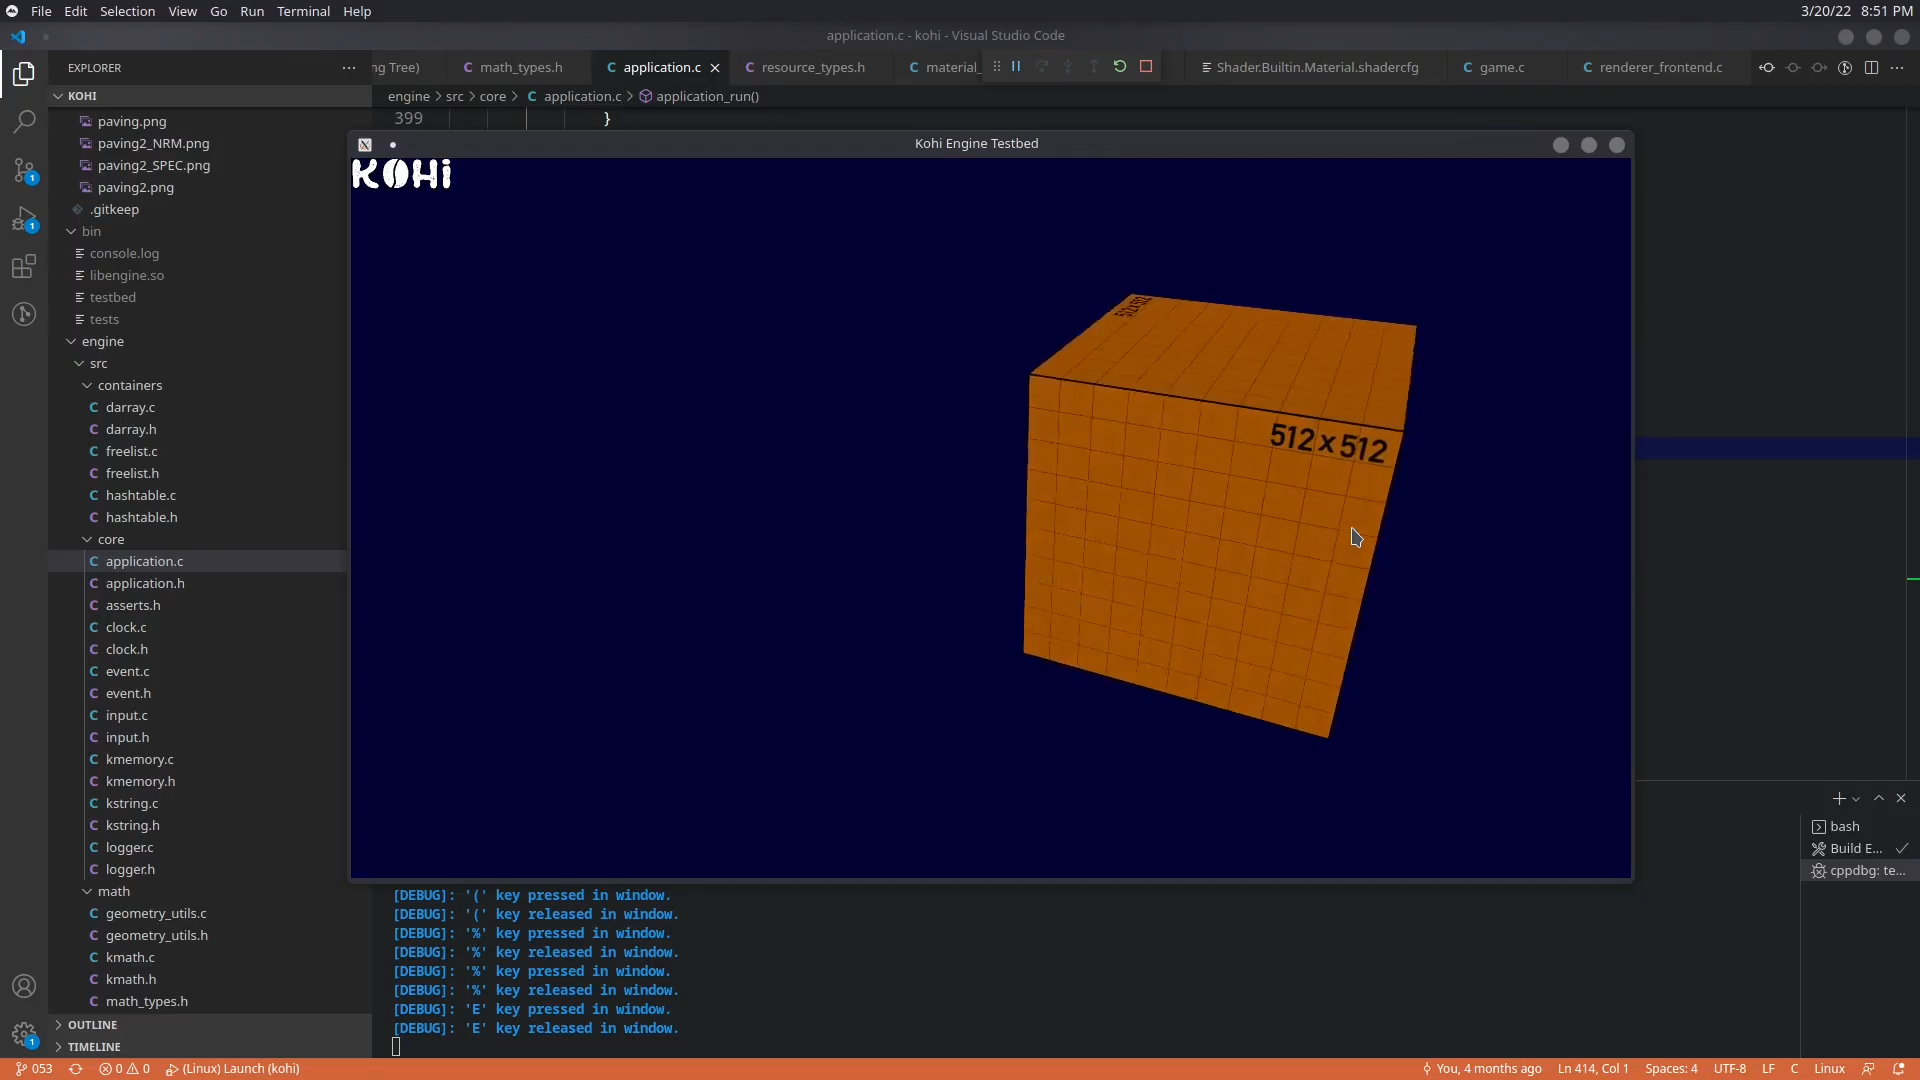 File Edit Selection View Go Run Terminal Help 3/20/22 8:51 PM
application.c - kohi - Visual Studio Code
EXPLORER
ng Tree) math_types.h application.c resource_types.h material_ Shader.Builtin.Material.shadercfg game.c renderer_frontend.c
KOHI
engine > src > core > application.c > application_run()
399 }
paving.png
paving2_NRM.png
paving2_SPEC.png
paving2.png
.gitkeep
bin
console.log
libengine.so
testbed
tests
engine
src
containers
darray.c
darray.h
freelist.c
freelist.h
hashtable.c
hashtable.h
core
application.c
application.h
asserts.h
clock.c
clock.h
event.c
event.h
input.c
input.h
kmemory.c
kmemory.h
kstring.c
kstring.h
logger.c
logger.h
math
geometry_utils.c
geometry_utils.h
kmath.c
kmath.h
math_types.h
OUTLINE
TIMELINE
1
1
1
Kohi Engine Testbed
KOHi
512x512
512x512
[DEBUG]: '(' key pressed in window.
[DEBUG]: '(' key released in window.
[DEBUG]: '%' key pressed in window.
[DEBUG]: '%' key released in window.
[DEBUG]: '%' key pressed in window.
[DEBUG]: '%' key released in window.
[DEBUG]: 'E' key pressed in window.
[DEBUG]: 'E' key released in window.
bash
Build E...
cppdbg: te...
053 0 0 (Linux) Launch (kohi) You, 4 months ago Ln 414, Col 1 Spaces: 4 UTF-8 LF C Linux